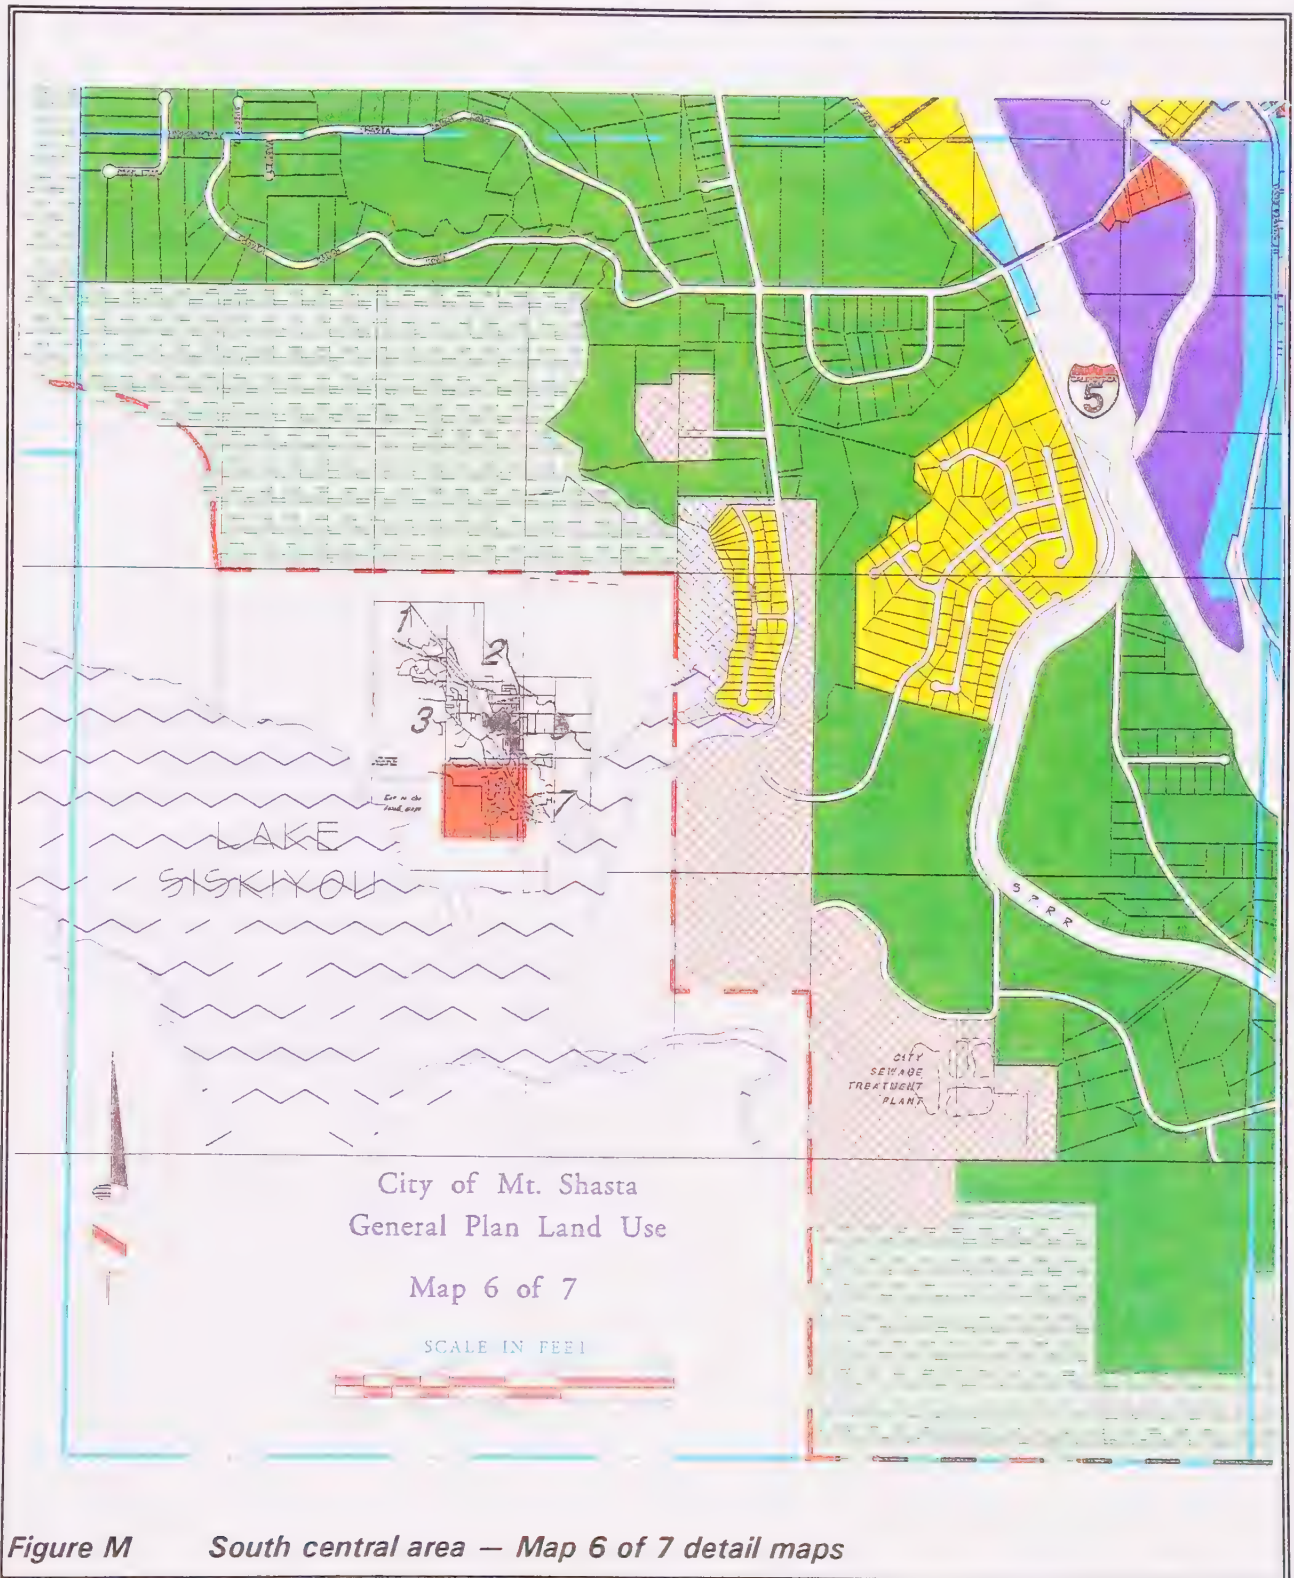 SHASTA
5
1
2
3
7
LAKE
SISKIYOU
S P R R
CITY
SEWAGE
TREATMENT
PLANT
City of Mt. Shasta
General Plan Land Use
Map 6 of 7
SCALE IN FEET
Figure M South central area — Map 6 of 7 detail maps